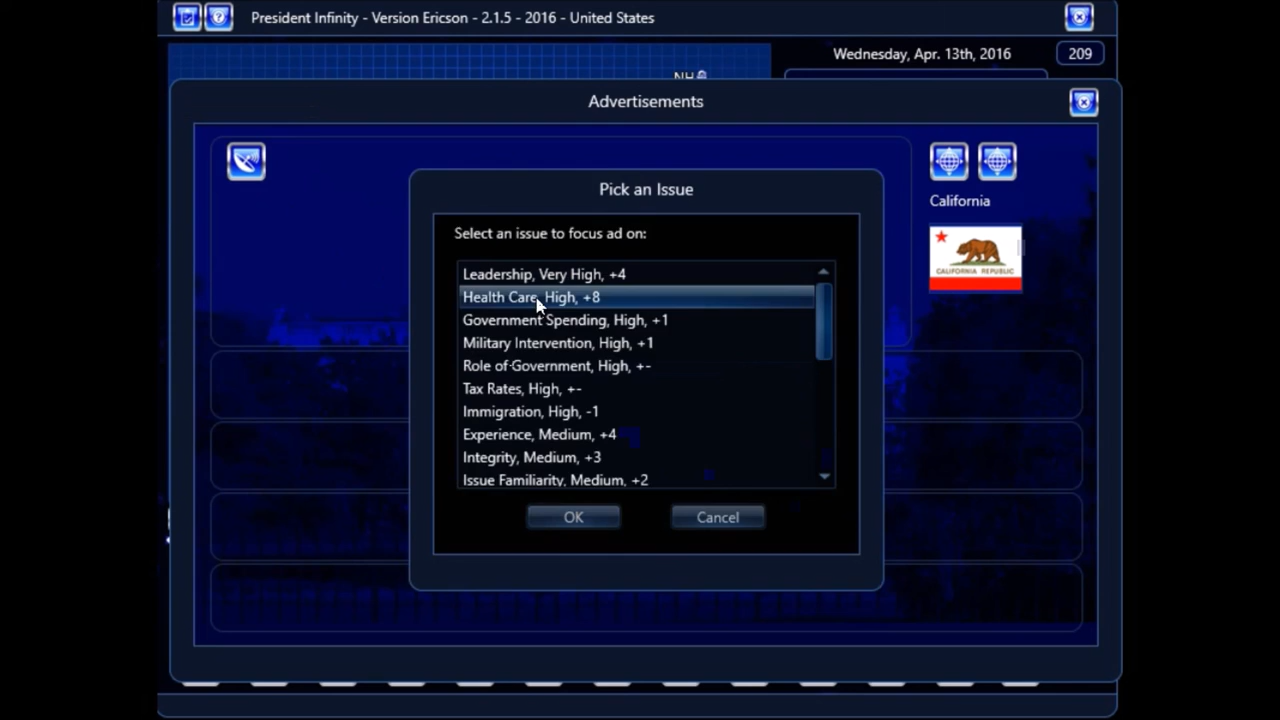 President Infinity - Version Ericson - 2.1.5 - 2016 - United States
Wednesday, Apr. 13th, 2016
209
NH
Advertisements
California
CALIFORNIA REPUBLIC
Pick an Issue
Select an issue to focus ad on:
Leadership, Very High, +4
Health Care, High, +8
Government Spending, High, +1
Military Intervention, High, +1
Role of Government, High, +-
Tax Rates, High, +-
Immigration, High, -1
Experience, Medium, +4
Integrity, Medium, +3
Issue Familiarity, Medium, +2
OK
Cancel